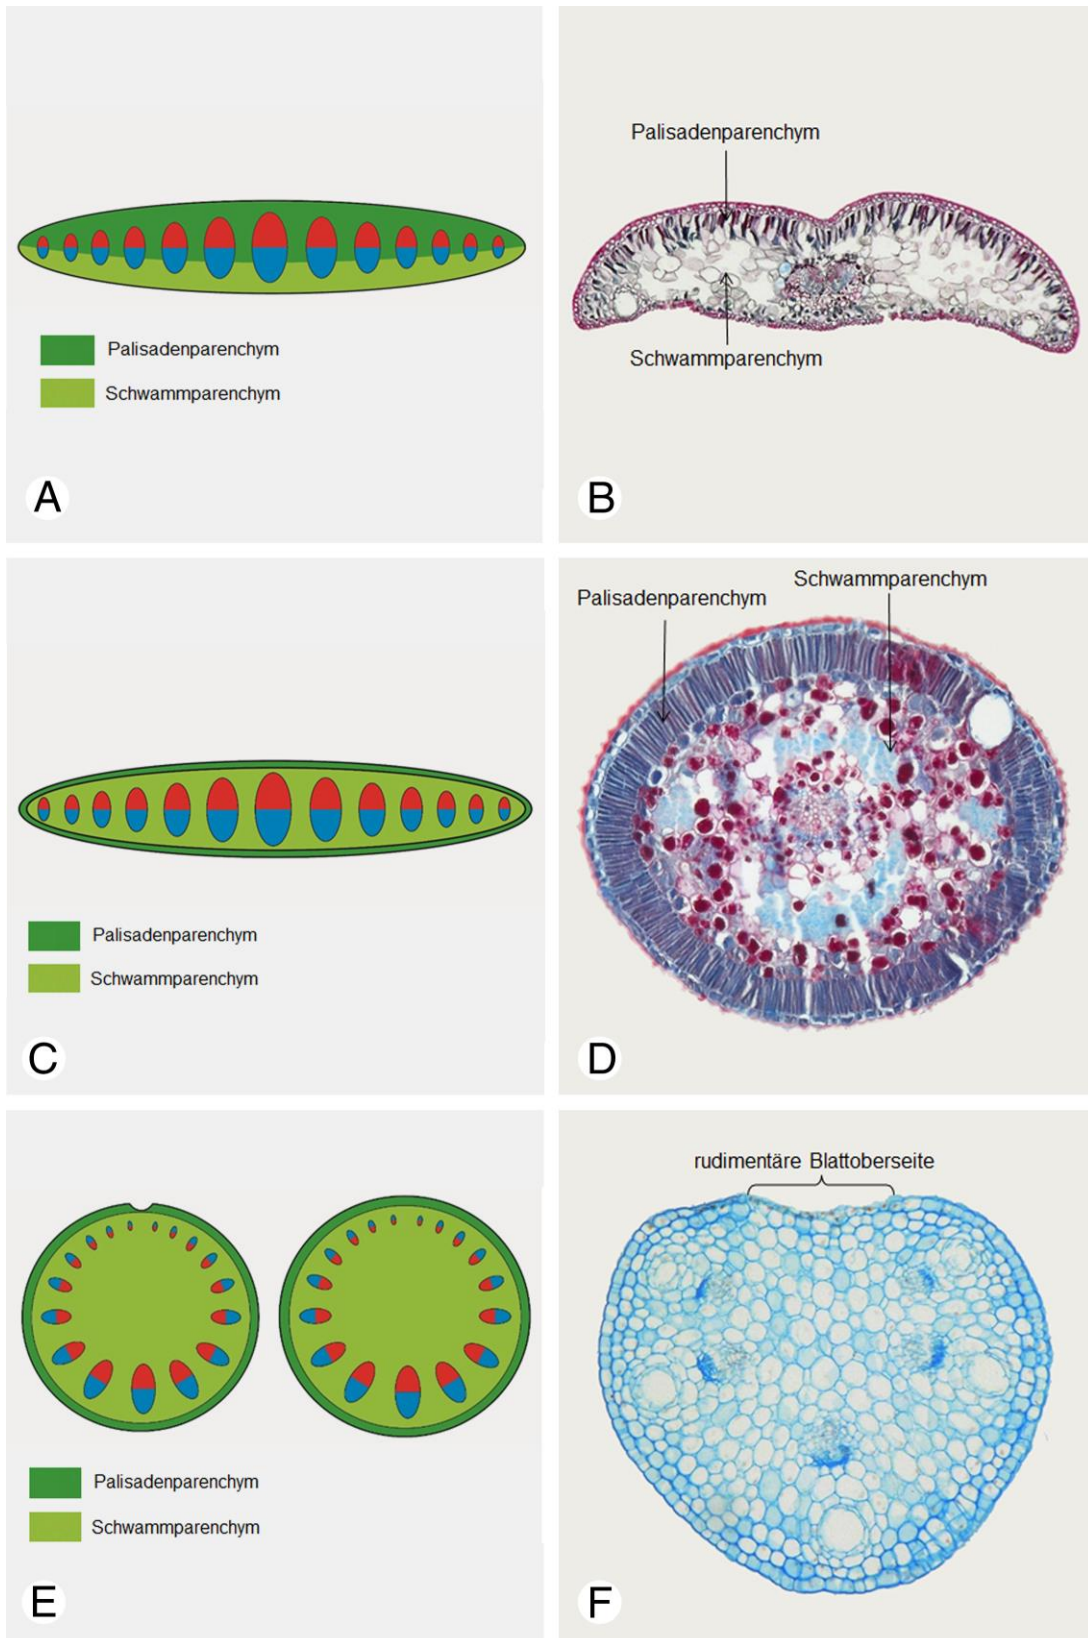 Palisadenparenchym
Schwammparenchym
A
Palisadenparenchym
Schwammparenchym
B
Palisadenparenchym
Schwammparenchym
C
Schwammparenchym
Palisadenparenchym
D
Palisadenparenchym
Schwammparenchym
E
rudimentäre Blattoberseite
F